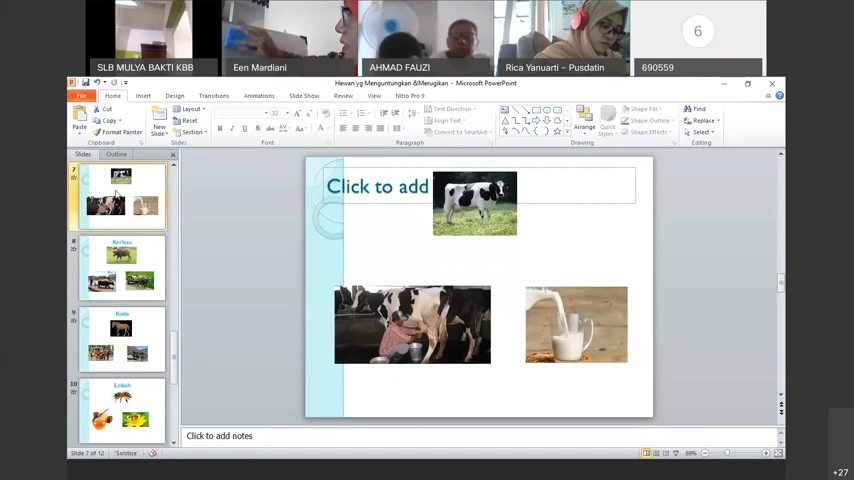 6
SLB MULYA BAKTI KBB
Een Mardiani
AHMAD FAUZI
Rica Yanuarti - Pusdatin
690559
Hewan yg Menguntungkan &Merugikan - Microsoft PowerPoint
File Home Insert Design Transitions Animations Slide Show Review View Nitro Pro 9
Paste Cut Copy Format Painter
Clipboard
New Slide Layout Reset Section
Slides
32
Font
Text Direction Align Text Convert to SmartArt
Paragraph
Arrange Quick Styles Shape Fill Shape Outline Shape Effects
Drawing
Find Replace Select
Editing
Slides Outline
7
8
Kerbau
9
Kuda
10
Lebah
Click to add
Click to add notes
Slide 7 of 12 "Solstice" 69%
+27